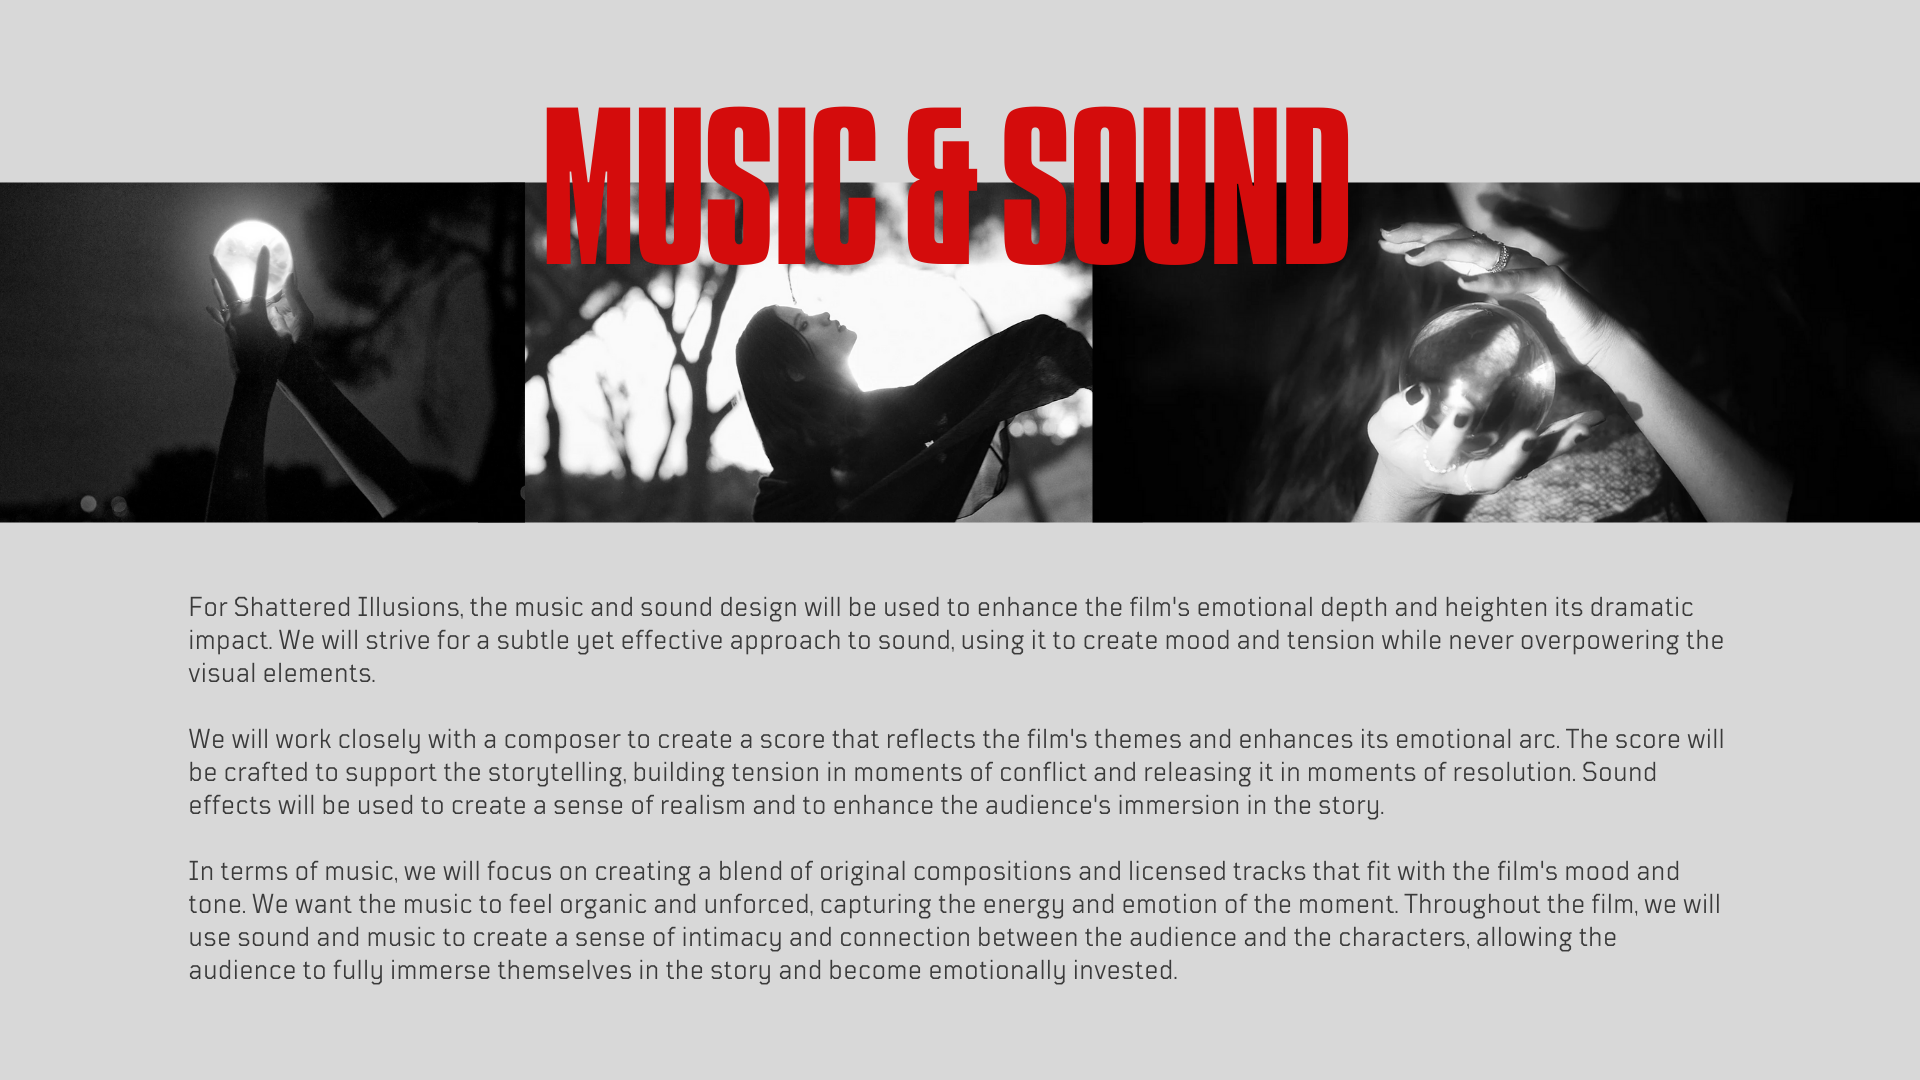 MUSIC & SOUND
For Shattered Illusions, the music and sound design will be used to enhance the film's emotional depth and heighten its dramatic
impact. We will strive for a subtle yet effective approach to sound, using it to create mood and tension while never overpowering the
visual elements.
We will work closely with a composer to create a score that reflects the film's themes and enhances its emotional arc. The score will
be crafted to support the storytelling, building tension in moments of conflict and releasing it in moments of resolution. Sound
effects will be used to create a sense of realism and to enhance the audience's immersion in the story.
In terms of music, we will focus on creating a blend of original compositions and licensed tracks that fit with the film's mood and
tone. We want the music to feel organic and unforced, capturing the energy and emotion of the moment. Throughout the film, we will
use sound and music to create a sense of intimacy and connection between the audience and the characters, allowing the
audience to fully immerse themselves in the story and become emotionally invested.